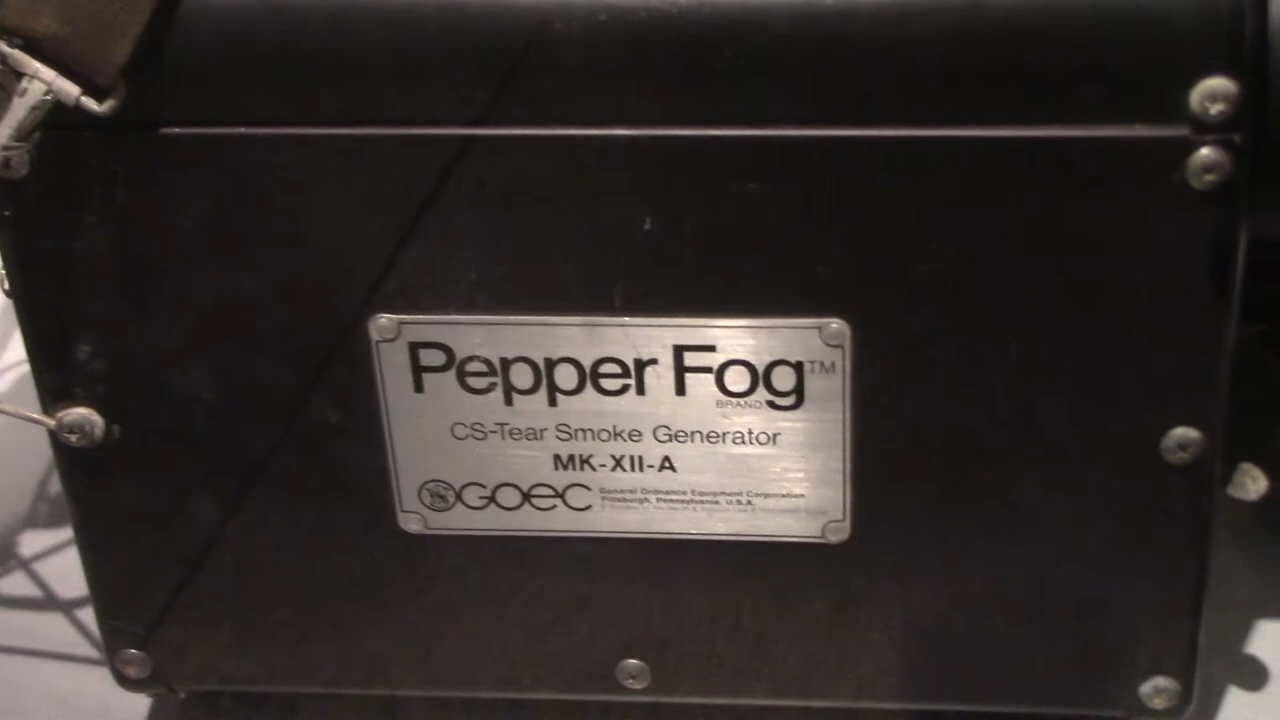 Pepper Fog™
BRAND
CS-Tear Smoke Generator
MK-XII-A
GOEC
General Ordnance Equipment Corporation
Pittsburgh, Pennsylvania, U.S.A.